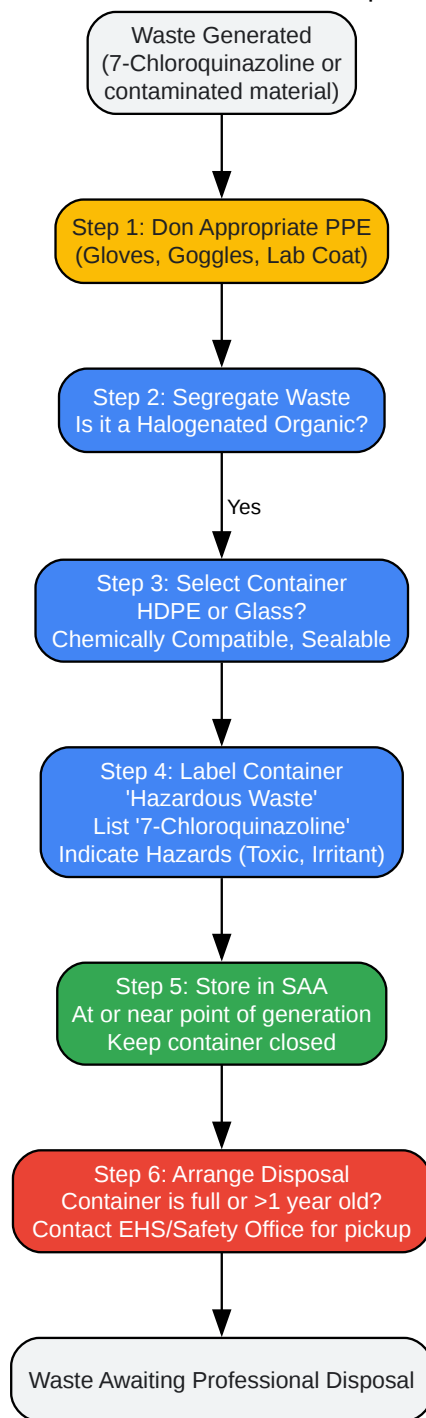 Waste Generated
(7-Chloroquinazoline or
contaminated material)
Step 1: Don Appropriate PPE
(Gloves, Goggles, Lab Coat)
Step 2: Segregate Waste
Is it a Halogenated Organic?
Yes
Step 3: Select Container
HDPE or Glass?
Chemically Compatible, Sealable
Step 4: Label Container
'Hazardous Waste'
List '7-Chloroquinazoline'
Indicate Hazards (Toxic, Irritant)
Step 5: Store in SAA
At or near point of generation
Keep container closed
Step 6: Arrange Disposal
Container is full or >1 year old?
Contact EHS/Safety Office for pickup
Waste Awaiting Professional Disposal